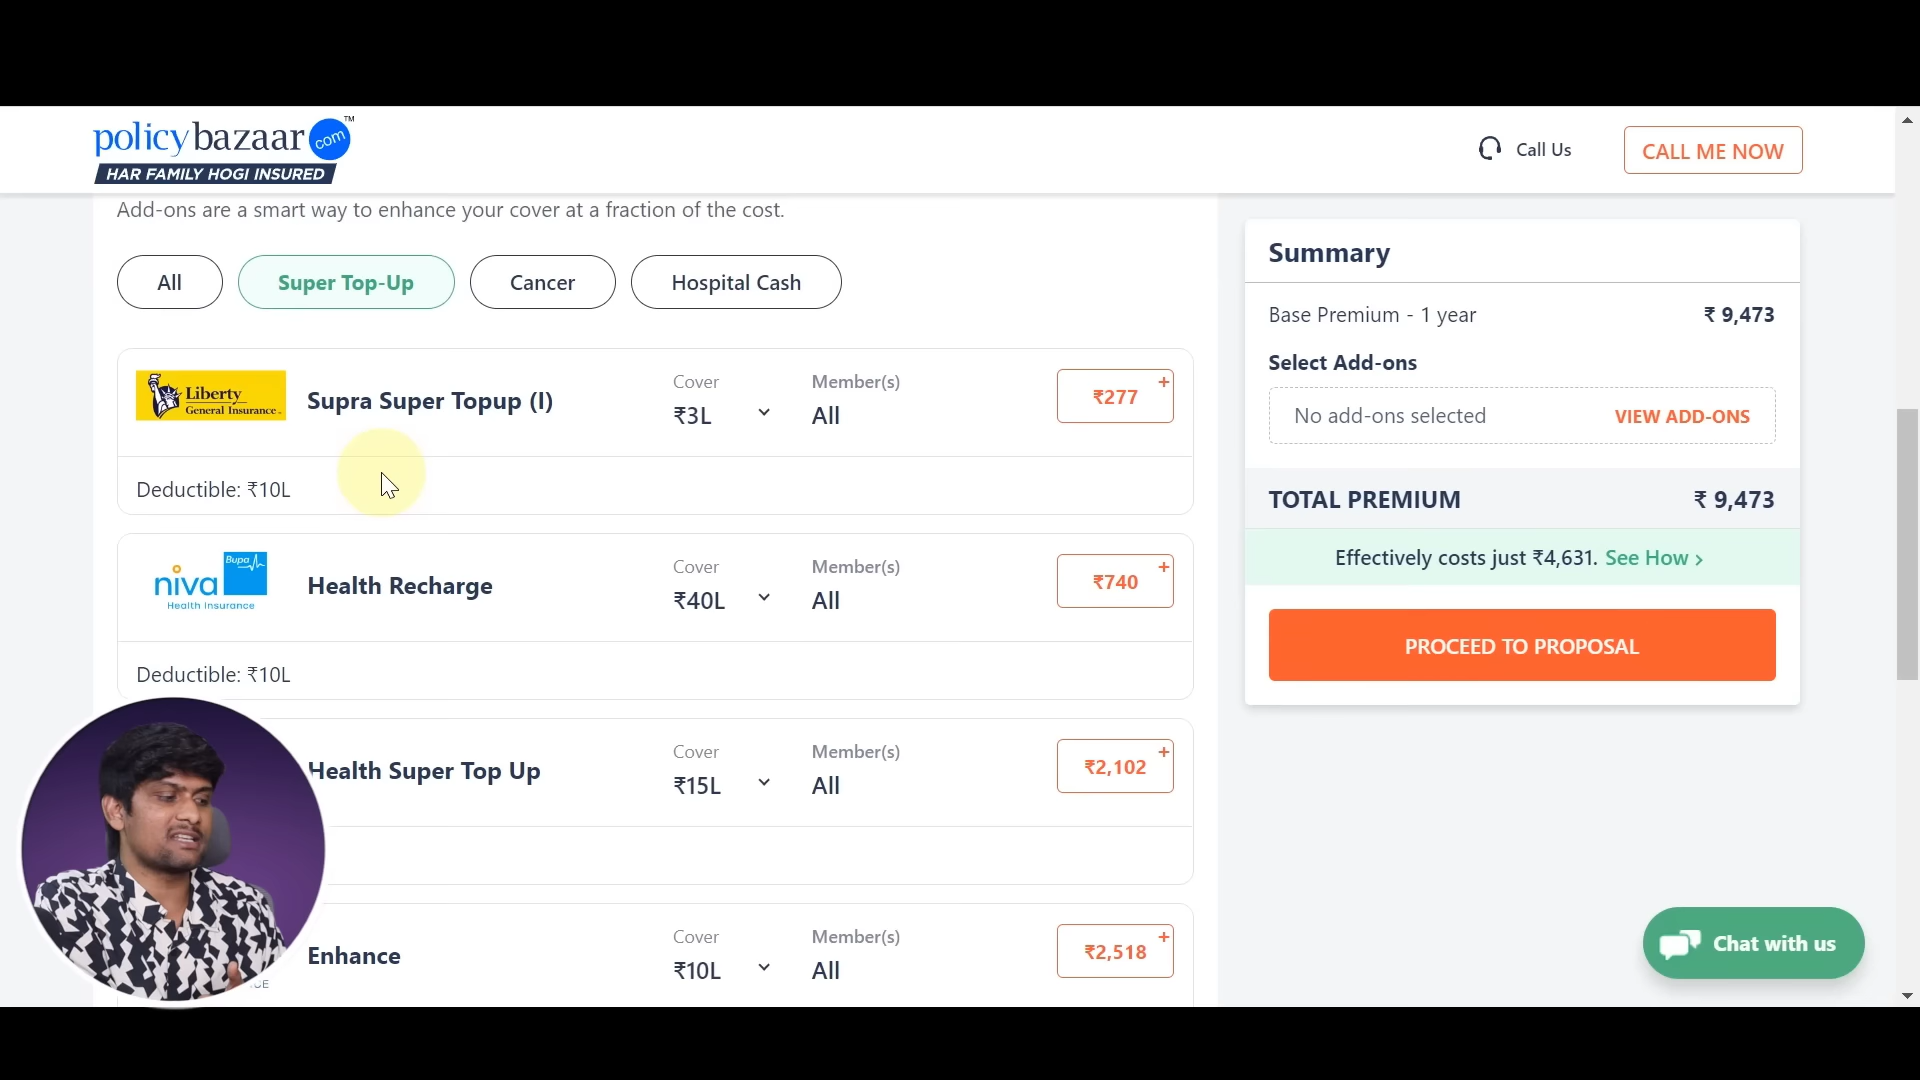 policybazaar.com™
HAR FAMILY HOGI INSURED
Call Us
CALL ME NOW
Add-ons are a smart way to enhance your cover at a fraction of the cost.
All
Super Top-Up
Cancer
Hospital Cash
Liberty
General Insurance
Supra Super Topup (I)
Cover
₹3L
Member(s)
All
₹277
+
Deductible: ₹10L
niva
Bupa
Health Insurance
Health Recharge
Cover
₹40L
Member(s)
All
₹740
+
Deductible: ₹10L
Health Super Top Up
Cover
₹15L
Member(s)
All
₹2,102
+
Enhance
Cover
₹10L
Member(s)
All
₹2,518
+
Summary
Base Premium - 1 year ₹ 9,473
Select Add-ons
No add-ons selected VIEW ADD-ONS
TOTAL PREMIUM ₹ 9,473
Effectively costs just ₹4,631. See How >
PROCEED TO PROPOSAL
Chat with us